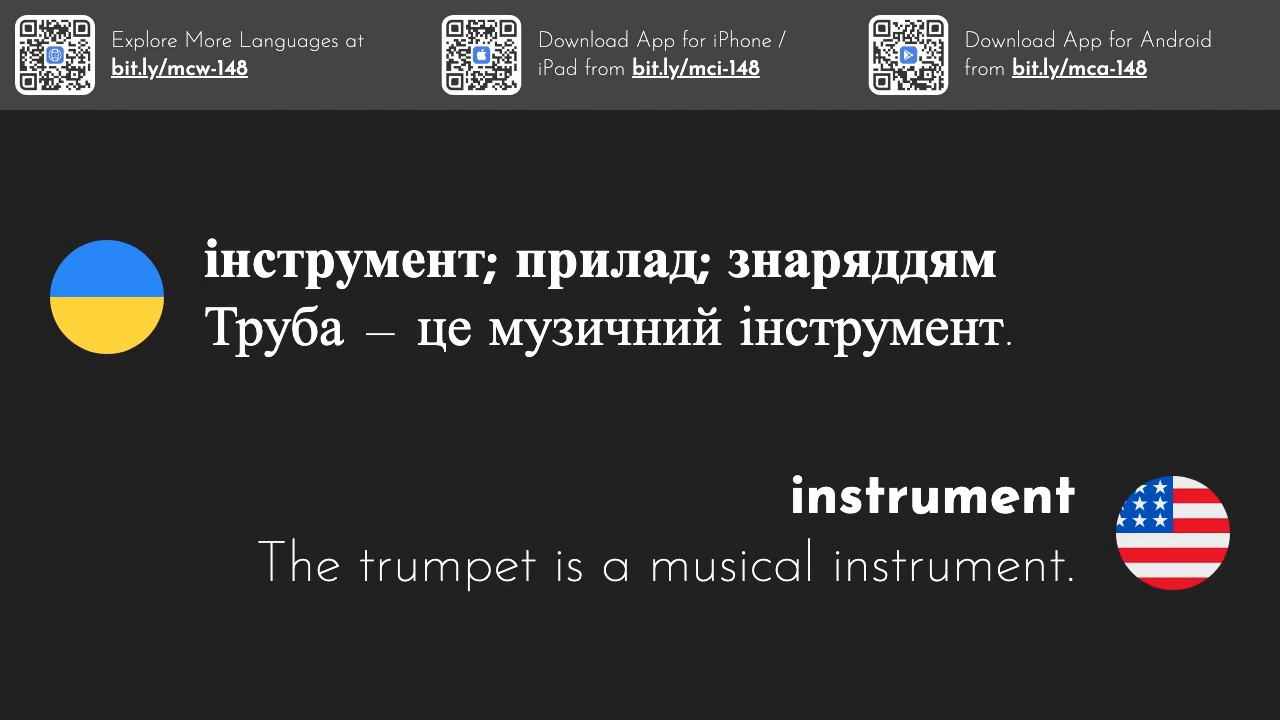 Explore More Languages at
bit.ly/mcw-148
Download App for iPhone /
iPad from bit.ly/mci-148
Download App for Android
from bit.ly/mca-148
інструмент; прилад; знаряддям
Труба – це музичний інструмент.
instrument
The trumpet is a musical instrument.